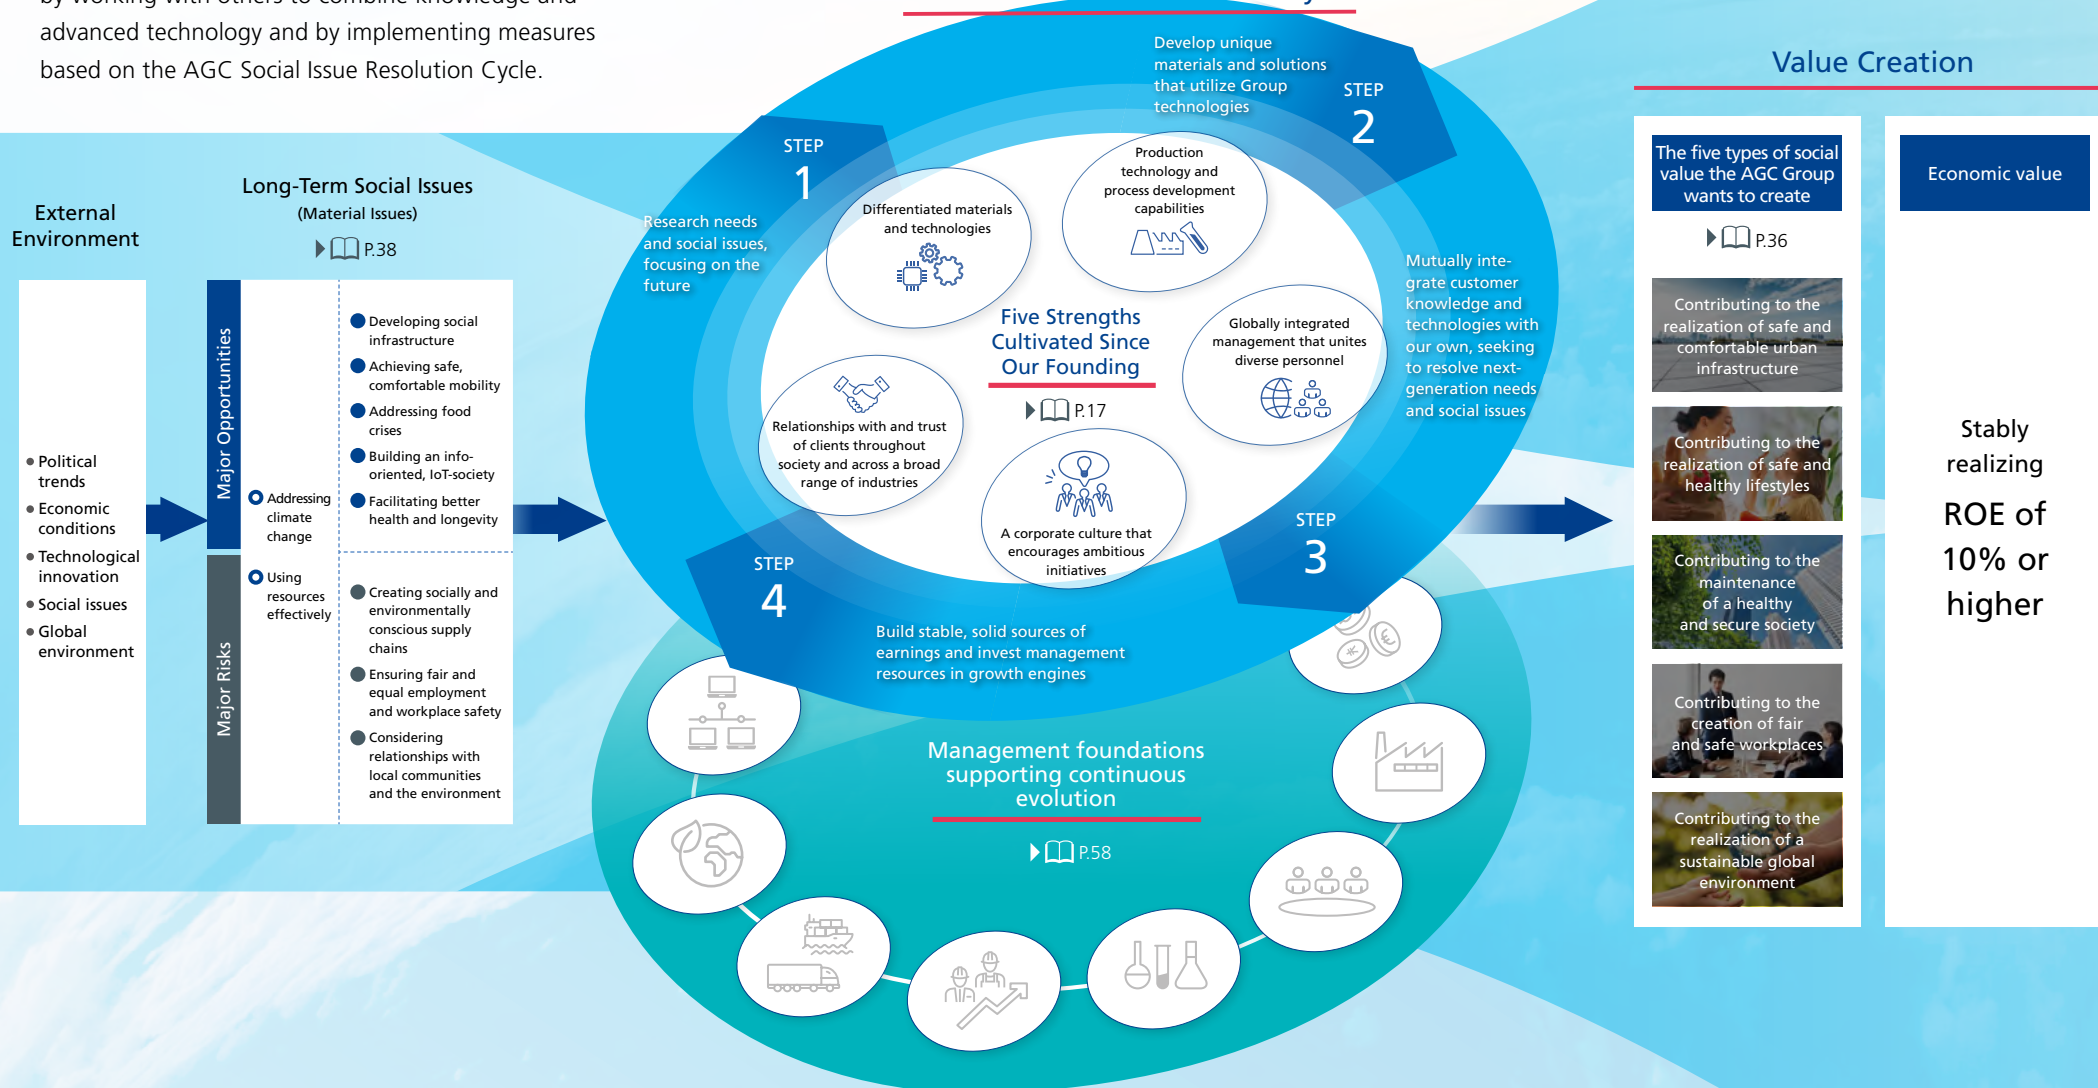 by working with others to combine knowledge and
advanced technology and by implementing measures
based on the AGC Social Issue Resolution Cycle.
External
Environment
Political
trends
Economic
conditions
Technological
innovation
Social issues
Global
environment
Long-Term Social Issues
(Material Issues)
P.38
Major Opportunities
Major Risks
Addressing
climate
change
Using
resources
effectively
Developing social
infrastructure
Achieving safe,
comfortable mobility
Addressing food
crises
Building an info-
oriented, IoT-society
Facilitating better
health and longevity
Creating socially and
environmentally
conscious supply
chains
Ensuring fair and
equal employment
and workplace safety
Considering
relationships with
local communities
and the environment
STEP
1
Research needs
and social issues,
focusing on the
future
STEP
2
Develop unique
materials and solutions
that utilize Group
technologies
STEP
3
Mutually inte-
grate customer
knowledge and
technologies with
our own, seeking
to resolve next-
generation needs
and social issues
STEP
4
Build stable, solid sources of
earnings and invest management
resources in growth engines
Five Strengths
Cultivated Since
Our Founding
P.17
Differentiated materials
and technologies
Production
technology and
process development
capabilities
Globally integrated
management that unites
diverse personnel
A corporate culture that
encourages ambitious
initiatives
Relationships with and trust
of clients throughout
society and across a broad
range of industries
Management foundations
supporting continuous
evolution
P.58
Value Creation
The five types of social
value the AGC Group
wants to create
P.36
Contributing to the
realization of safe and
comfortable urban
infrastructure
Contributing to the
realization of safe and
healthy lifestyles
Contributing to the
maintenance
of a healthy
and secure society
Contributing to the
creation of fair
and safe workplaces
Contributing to the
realization of a
sustainable global
environment
Economic value
Stably
realizing
ROE of
10% or
higher